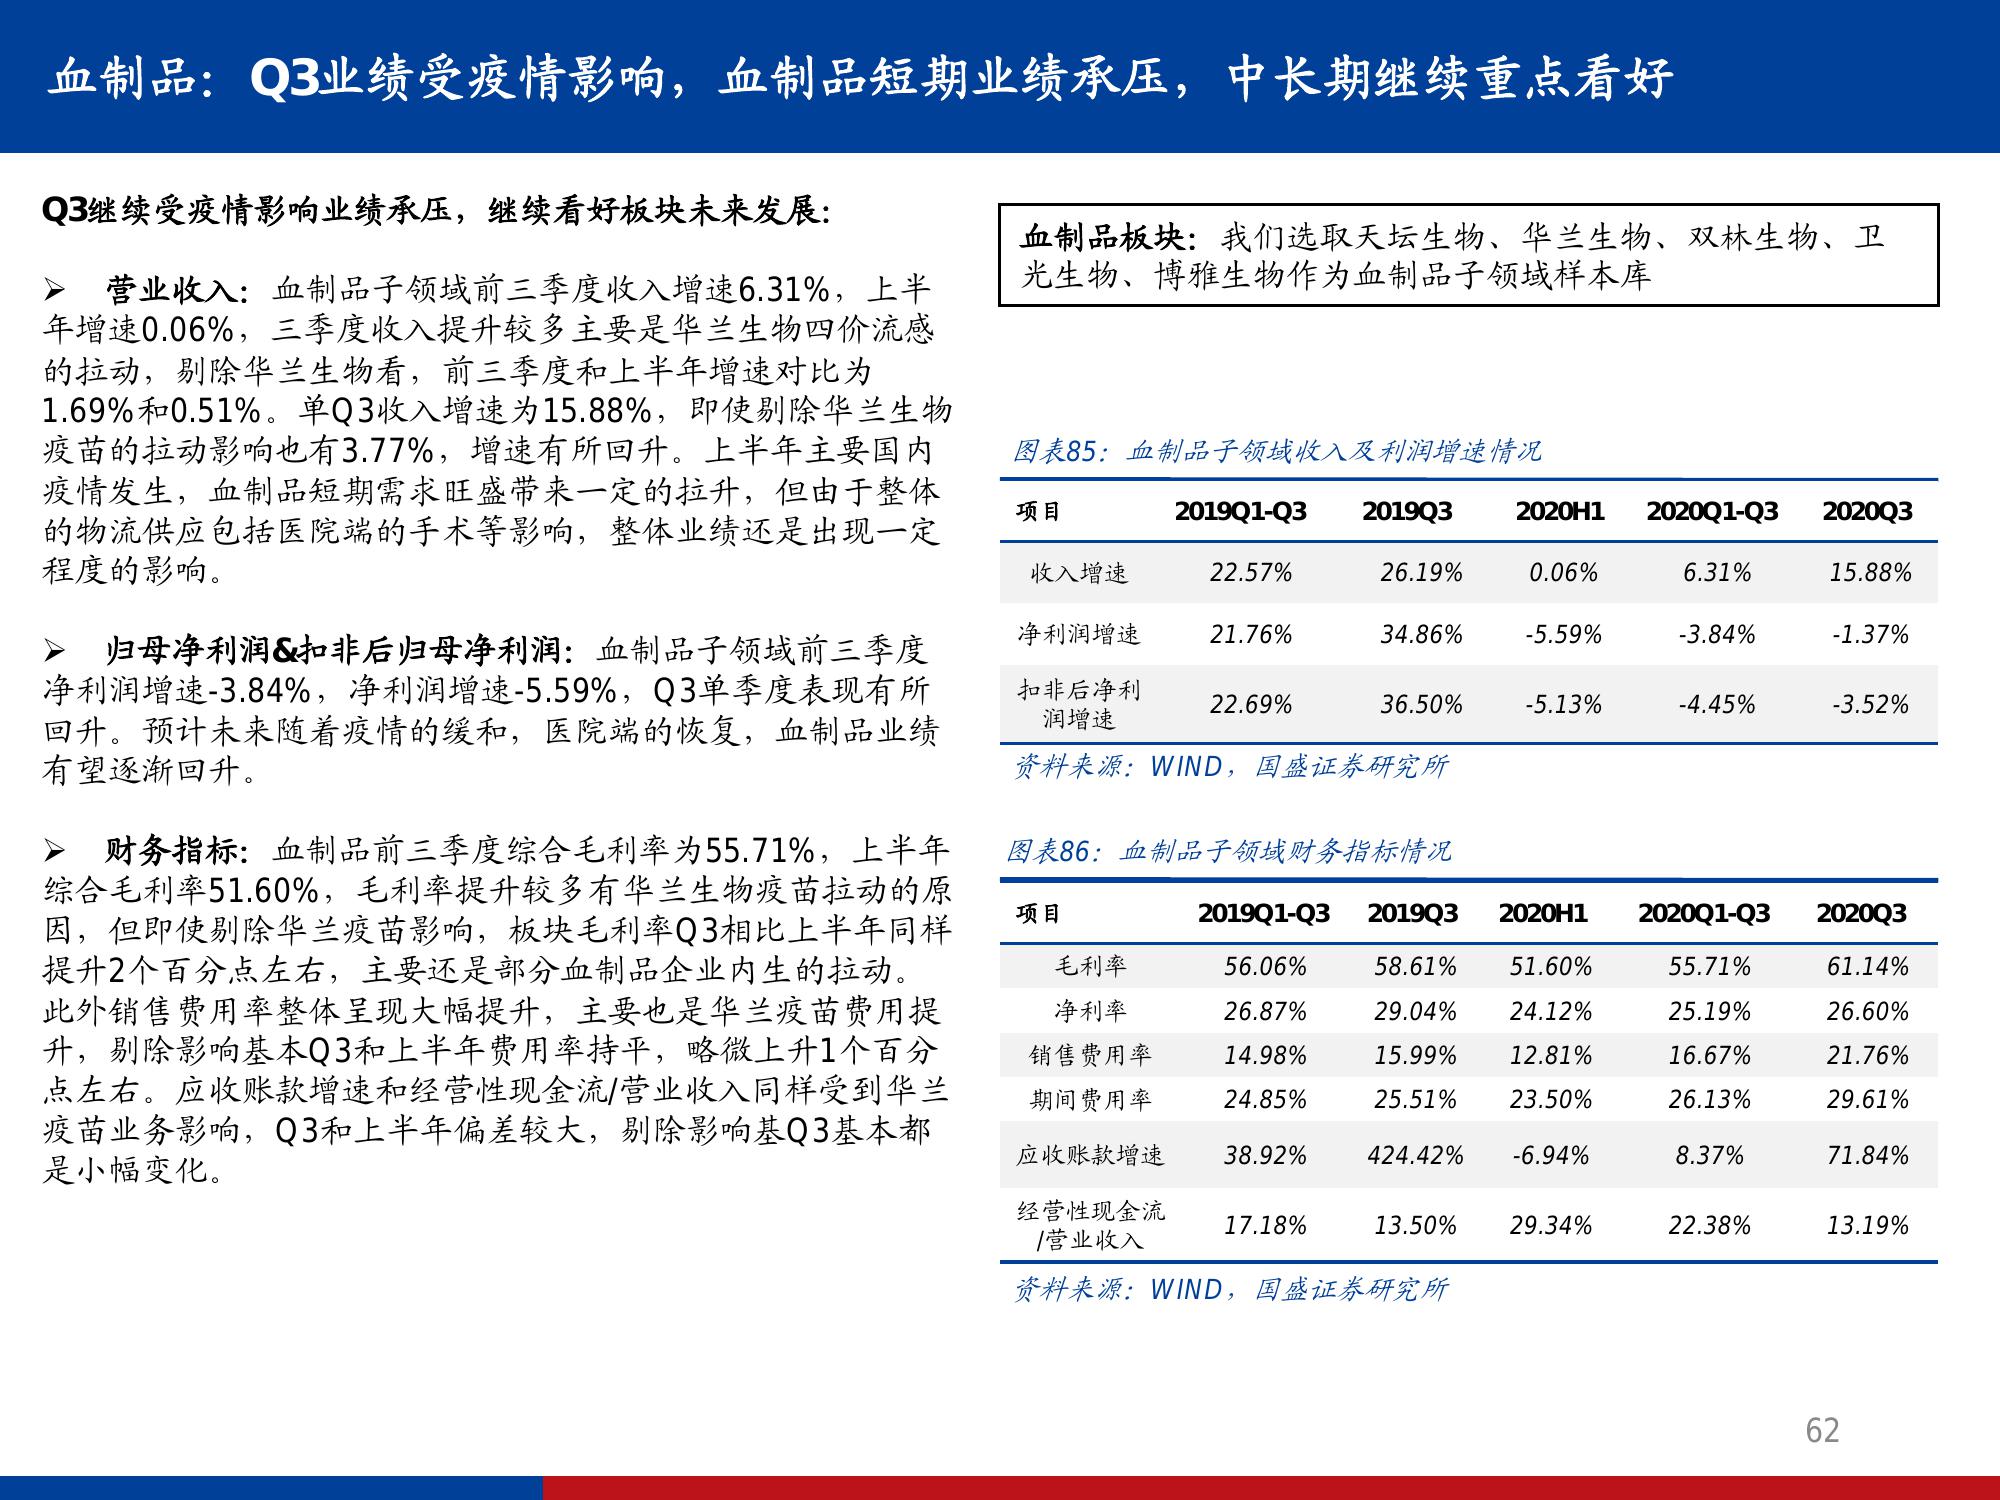 血制品：Q3业绩受疫情影响，血制品短期业绩承压，中长期继续重点看好
Q3继续受疫情影响业绩承压，继续看好板块未来发展：
➢ 营业收入：血制品子领域前三季度收入增速6.31%，上半
年增速0.06%，三季度收入提升较多主要是华兰生物四价流感
的拉动，剔除华兰生物看，前三季度和上半年增速对比为
1.69%和0.51%。单Q3收入增速为15.88%，即使剔除华兰生物
疫苗的拉动影响也有3.77%，增速有所回升。上半年主要国内
疫情发生，血制品短期需求旺盛带来一定的拉升，但由于整体
的物流供应包括医院端的手术等影响，整体业绩还是出现一定
程度的影响。
➢ 归母净利润&扣非后归母净利润：血制品子领域前三季度
净利润增速-3.84%，净利润增速-5.59%，Q3单季度表现有所
回升。预计未来随着疫情的缓和，医院端的恢复，血制品业绩
有望逐渐回升。
➢ 财务指标：血制品前三季度综合毛利率为55.71%，上半年
综合毛利率51.60%，毛利率提升较多有华兰生物疫苗拉动的原
因，但即使剔除华兰疫苗影响，板块毛利率Q3相比上半年同样
提升2个百分点左右，主要还是部分血制品企业内生的拉动。
此外销售费用率整体呈现大幅提升，主要也是华兰疫苗费用提
升，剔除影响基本Q3和上半年费用率持平，略微上升1个百分
点左右。应收账款增速和经营性现金流/营业收入同样受到华兰
疫苗业务影响，Q3和上半年偏差较大，剔除影响基Q3基本都
是小幅变化。
血制品板块：我们选取天坛生物、华兰生物、双林生物、卫
光生物、博雅生物作为血制品子领域样本库
图表85：血制品子领域收入及利润增速情况
项目 2019Q1-Q3 2019Q3 2020H1 2020Q1-Q3 2020Q3
收入增速 22.57% 26.19% 0.06% 6.31% 15.88%
净利润增速 21.76% 34.86% -5.59% -3.84% -1.37%
扣非后净利
润增速 22.69% 36.50% -5.13% -4.45% -3.52%
资料来源：WIND，国盛证券研究所
图表86：血制品子领域财务指标情况
项目 2019Q1-Q3 2019Q3 2020H1 2020Q1-Q3 2020Q3
毛利率 56.06% 58.61% 51.60% 55.71% 61.14%
净利率 26.87% 29.04% 24.12% 25.19% 26.60%
销售费用率 14.98% 15.99% 12.81% 16.67% 21.76%
期间费用率 24.85% 25.51% 23.50% 26.13% 29.61%
应收账款增速 38.92% 424.42% -6.94% 8.37% 71.84%
经营性现金流
/营业收入 17.18% 13.50% 29.34% 22.38% 13.19%
资料来源：WIND，国盛证券研究所
62